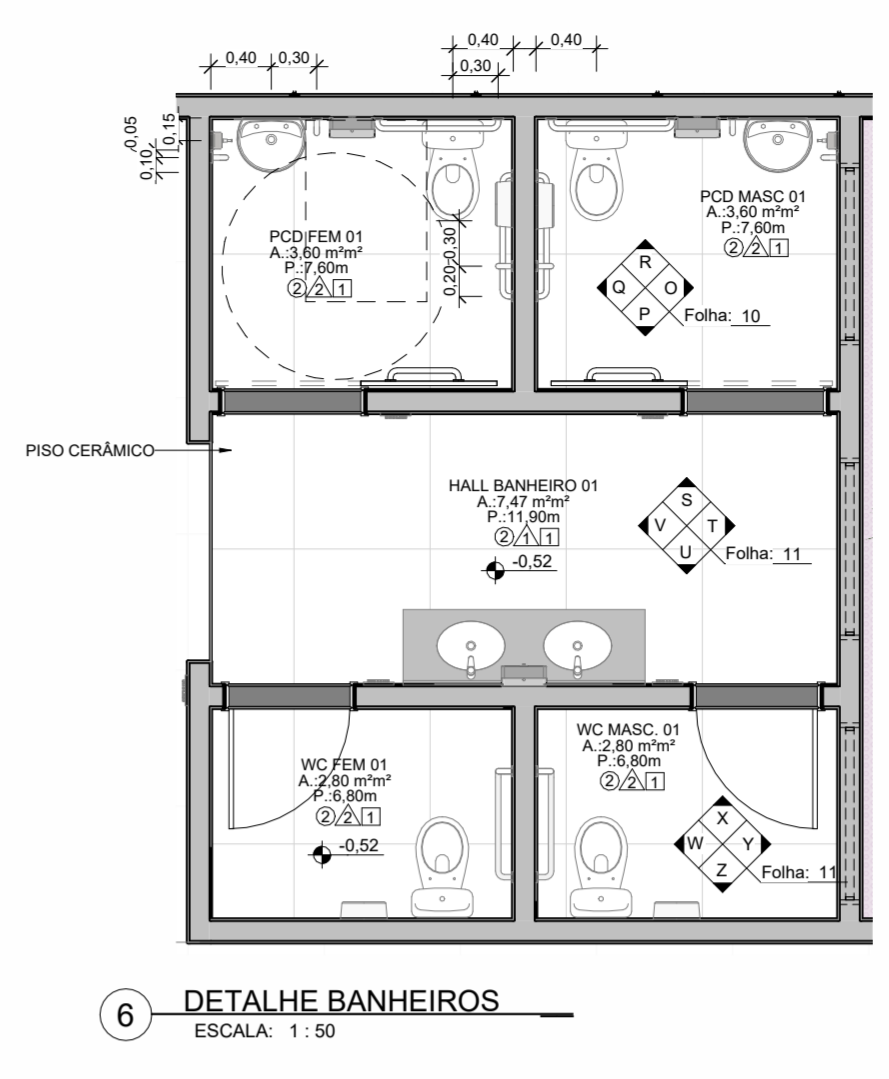 0,40
0,30
0,40
0,40
0,30
0,05
0,15
0,10
PCD FEM 01
A.:3,60 m²m²
P.:7,60m
2 2 1
0,30
0,20
PCD MASC 01
A.:3,60 m²m²
P.:7,60m
2 2 1
R
Q O
P
Folha: 10
PISO CERÂMICO
HALL BANHEIRO 01
A.:7,47 m²m²
P.:11,90m
2 1 1
-0,52
S
V T
U
Folha: 11
WC FEM 01
A.:2,80 m²m²
P.:6,80m
2 2 1
-0,52
WC MASC. 01
A.:2,80 m²m²
P.:6,80m
2 2 1
X
W Y
Z
Folha: 11
6 DETALHE BANHEIROS
ESCALA: 1 : 50